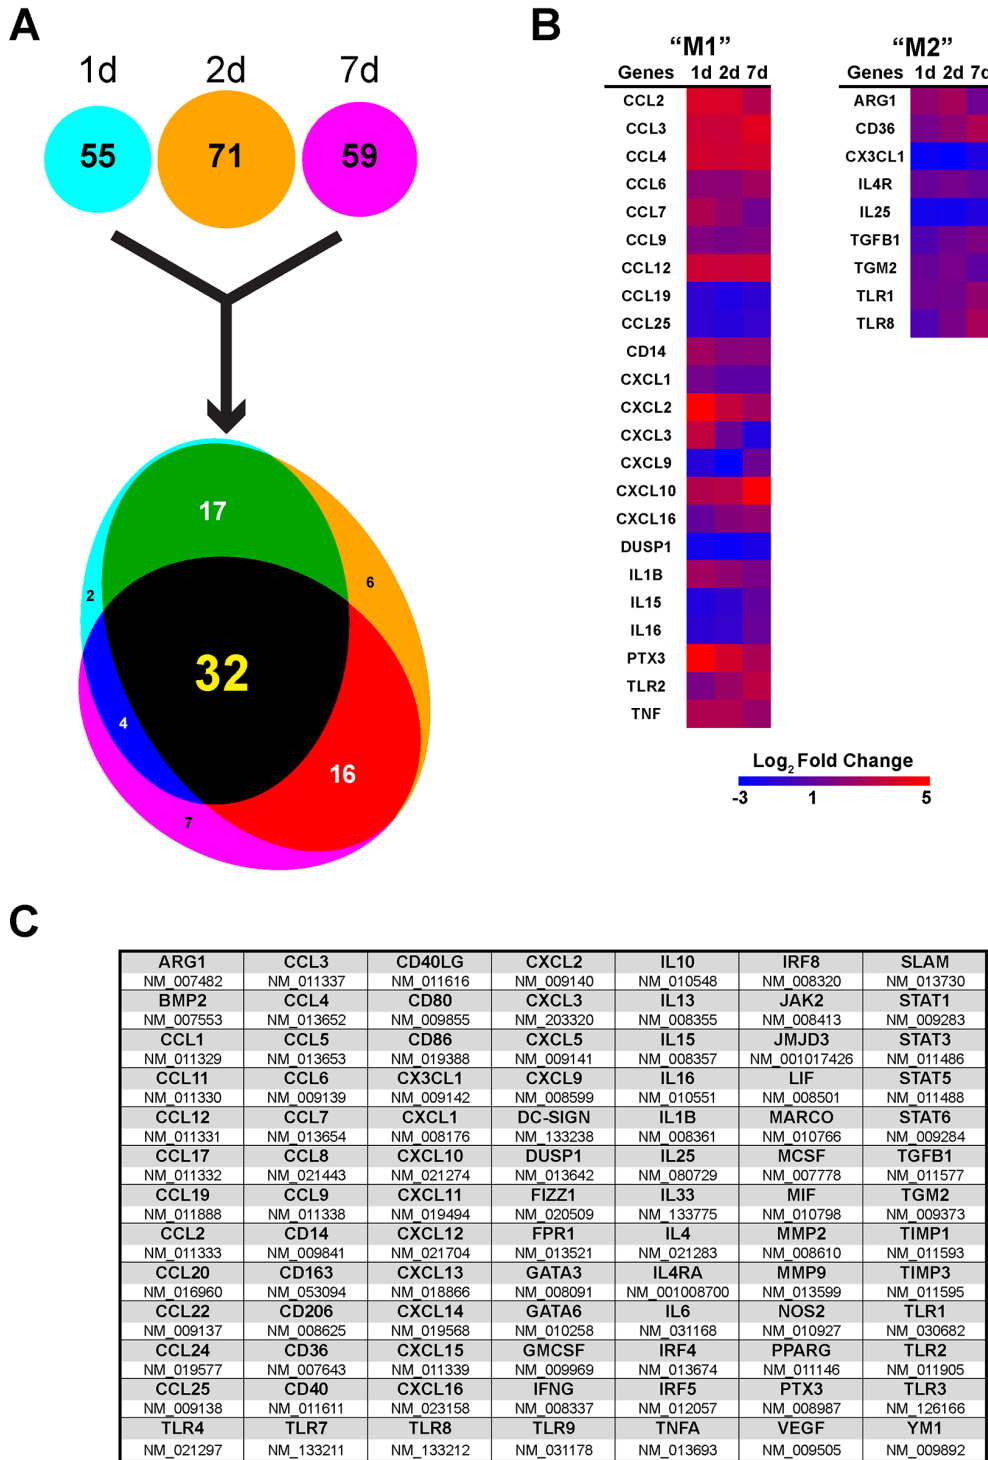 A
1d 2d 7d
55 71 59
17
2
6
32
4
16
7
B
"M1"
Genes 1d 2d 7d
CCL2
CCL3
CCL4
CCL6
CCL7
CCL9
CCL12
CCL19
CCL25
CD14
CXCL1
CXCL2
CXCL3
CXCL9
CXCL10
CXCL16
DUSP1
IL1B
IL15
IL16
PTX3
TLR2
TNF
"M2"
Genes 1d 2d 7d
ARG1
CD36
CX3CL1
IL4R
IL25
TGFB1
TGM2
TLR1
TLR8
Log2 Fold Change
-3 1 5
C
ARG1 CCL3 CD40LG CXCL2 IL10 IRF8 SLAM
NM_007482 NM_011337 NM_011616 NM_009140 NM_010548 NM_008320 NM_013730
BMP2 CCL4 CD80 CXCL3 IL13 JAK2 STAT1
NM_007553 NM_013652 NM_009855 NM_203320 NM_008355 NM_008413 NM_009283
CCL1 CCL5 CD86 CXCL5 IL15 JMJD3 STAT3
NM_011329 NM_013653 NM_019388 NM_009141 NM_008357 NM_001017426 NM_011486
CCL11 CCL6 CX3CL1 CXCL9 IL16 LIF STAT5
NM_011330 NM_009139 NM_009142 NM_008599 NM_010551 NM_008501 NM_011488
CCL12 CCL7 CXCL1 DC-SIGN IL1B MARCO STAT6
NM_011331 NM_013654 NM_008176 NM_133238 NM_008361 NM_010766 NM_009284
CCL17 CCL8 CXCL10 DUSP1 IL25 MCSF TGFB1
NM_011332 NM_021443 NM_021274 NM_013642 NM_080729 NM_007778 NM_011577
CCL19 CCL9 CXCL11 FIZZ1 IL33 MIF TGM2
NM_011888 NM_011338 NM_019494 NM_020509 NM_133775 NM_010798 NM_009373
CCL2 CD14 CXCL12 FPR1 IL4 MMP2 TIMP1
NM_011333 NM_009841 NM_021704 NM_013521 NM_021283 NM_008610 NM_011593
CCL20 CD163 CXCL13 GATA3 IL4RA MMP9 TIMP3
NM_016960 NM_053094 NM_018866 NM_008091 NM_001008700 NM_013599 NM_011595
CCL22 CD206 CXCL14 GATA6 IL6 NOS2 TLR1
NM_009137 NM_008625 NM_019568 NM_010258 NM_031168 NM_010927 NM_030682
CCL24 CD36 CXCL15 GMCSF IRF4 PPARG TLR2
NM_019577 NM_007643 NM_011339 NM_009969 NM_013674 NM_011146 NM_011905
CCL25 CD40 CXCL16 IFNG IRF5 PTX3 TLR3
NM_009138 NM_011611 NM_023158 NM_008337 NM_012057 NM_008987 NM_126166
TLR4 TLR7 TLR8 TLR9 TNFA VEGF YM1
NM_021297 NM_133211 NM_133212 NM_031178 NM_013693 NM_009505 NM_009892